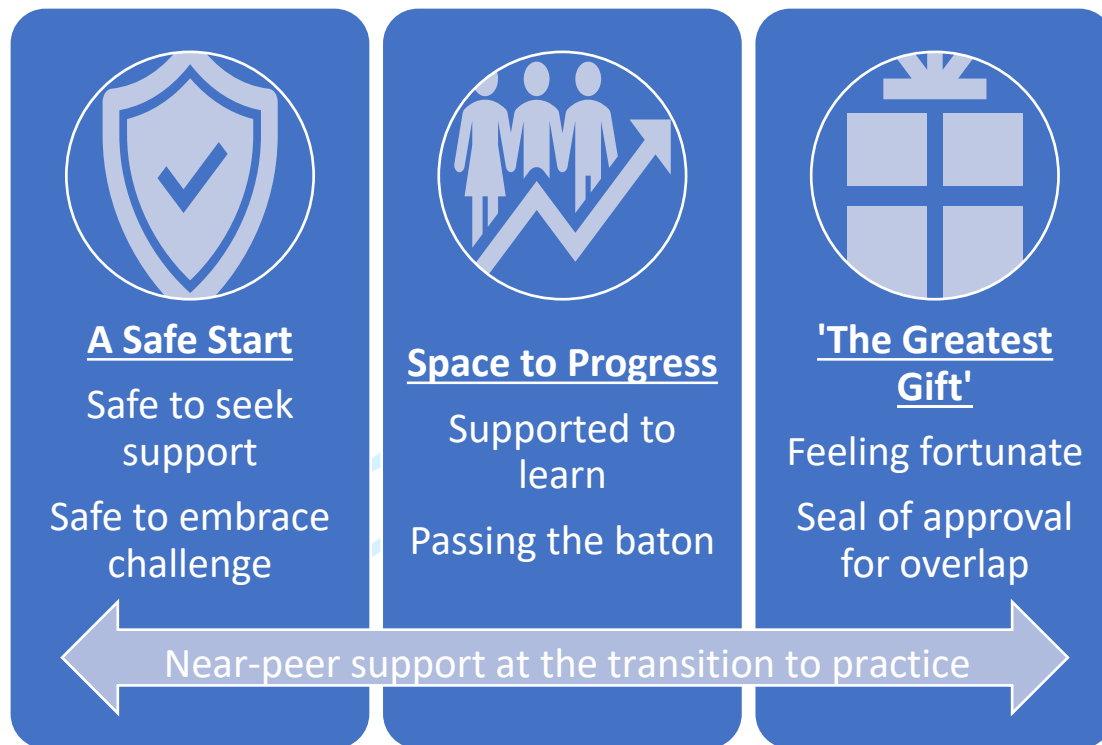 A Safe Start
Safe to seek
support
Safe to embrace
challenge
Space to Progress
Supported to
learn
Passing the baton
'The Greatest
Gift'
Feeling fortunate
Seal of approval
for overlap
Near-peer support at the transition to practice